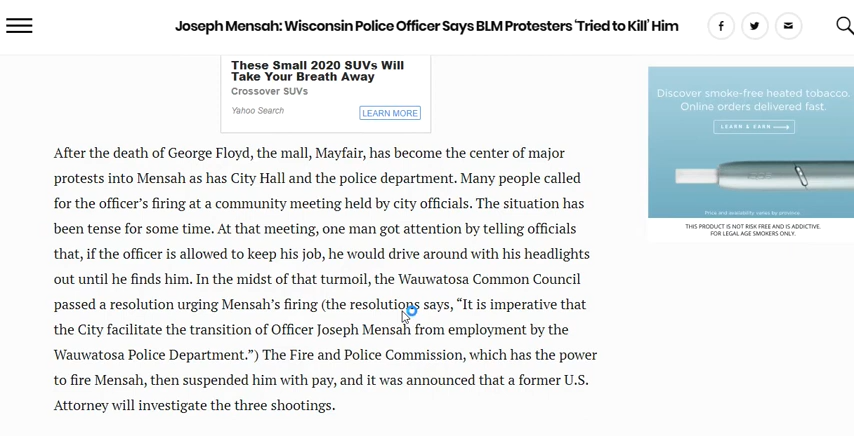 Joseph Mensah: Wisconsin Police Officer Says BLM Protesters ‘Tried to Kill’ Him
These Small 2020 SUVs Will
Take Your Breath Away
Crossover SUVs
Yahoo Search
LEARN MORE
After the death of George Floyd, the mall, Mayfair, has become the center of major
protests into Mensah as has City Hall and the police department. Many people called
for the officer’s firing at a community meeting held by city officials. The situation has
been tense for some time. At that meeting, one man got attention by telling officials
that, if the officer is allowed to keep his job, he would drive around with his headlights
out until he finds him. In the midst of that turmoil, the Wauwatosa Common Council
passed a resolution urging Mensah’s firing (the resolutions says, “It is imperative that
the City facilitate the transition of Officer Joseph Mensah from employment by the
Wauwatosa Police Department.”) The Fire and Police Commission, which has the power
to fire Mensah, then suspended him with pay, and it was announced that a former U.S.
Attorney will investigate the three shootings.
Discover smoke-free heated tobacco.
Online orders delivered fast.
LEARN & EARN
Price and availability varies by province.
THIS PRODUCT IS NOT RISK FREE AND IS ADDICTIVE.
FOR LEGAL AGE SMOKERS ONLY.